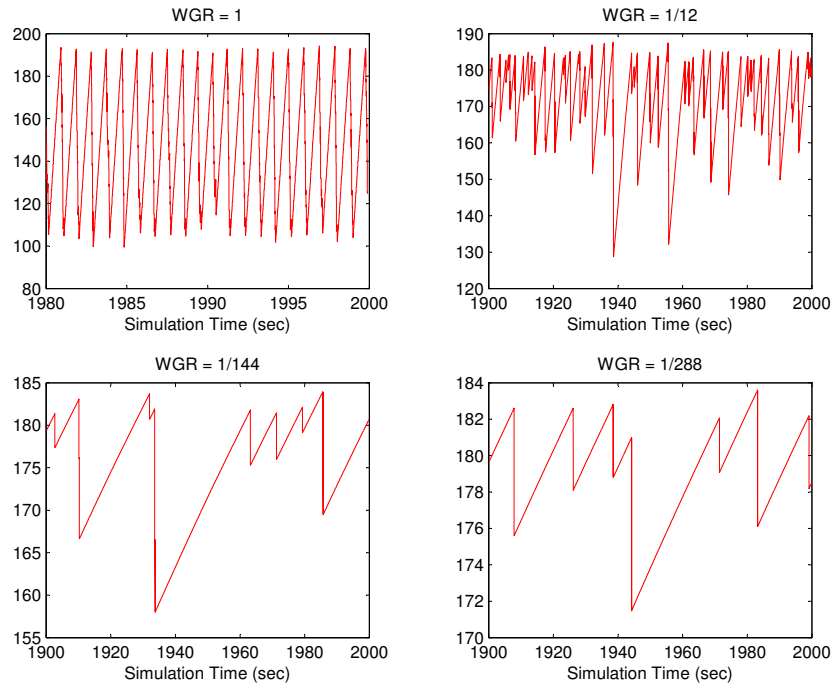 WGR = 1
200
180
160
140
120
100
80
1980 1985 1990 1995 2000
Simulation Time (sec)
WGR = 1/12
190
180
170
160
150
140
130
120
1900 1920 1940 1960 1980 2000
Simulation Time (sec)
WGR = 1/144
185
180
175
170
165
160
155
1900 1920 1940 1960 1980 2000
Simulation Time (sec)
WGR = 1/288
184
182
180
178
176
174
172
170
1900 1920 1940 1960 1980 2000
Simulation Time (sec)